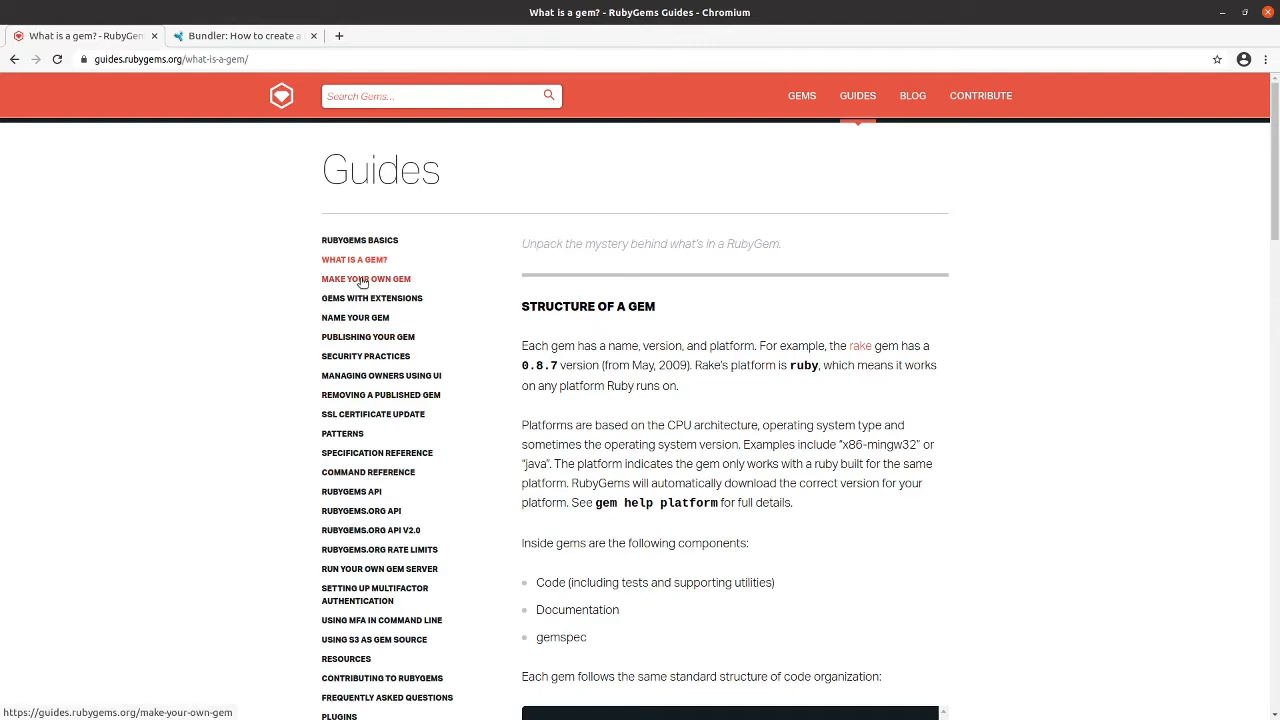 What is a gem? - RubyGems Guides - Chromium
What is a gem? - RubyGem
Bundler: How to create a
guides.rubygems.org/what-is-a-gem/
Search Gems...
GEMS
GUIDES
BLOG
CONTRIBUTE
Guides
RUBYGEMS BASICS
WHAT IS A GEM?
MAKE YOUR OWN GEM
GEMS WITH EXTENSIONS
NAME YOUR GEM
PUBLISHING YOUR GEM
SECURITY PRACTICES
MANAGING OWNERS USING UI
REMOVING A PUBLISHED GEM
SSL CERTIFICATE UPDATE
PATTERNS
SPECIFICATION REFERENCE
COMMAND REFERENCE
RUBYGEMS API
RUBYGEMS.ORG API
RUBYGEMS.ORG API V2.0
RUBYGEMS.ORG RATE LIMITS
RUN YOUR OWN GEM SERVER
SETTING UP MULTIFACTOR
AUTHENTICATION
USING MFA IN COMMAND LINE
USING S3 AS GEM SOURCE
RESOURCES
CONTRIBUTING TO RUBYGEMS
FREQUENTLY ASKED QUESTIONS
PLUGINS
Unpack the mystery behind what's in a RubyGem.
STRUCTURE OF A GEM
Each gem has a name, version, and platform. For example, the rake gem has a
0.8.7 version (from May, 2009). Rake's platform is ruby, which means it works
on any platform Ruby runs on.
Platforms are based on the CPU architecture, operating system type and
sometimes the operating system version. Examples include "x86-mingw32" or
"java". The platform indicates the gem only works with a ruby built for the same
platform. RubyGems will automatically download the correct version for your
platform. See gem help platform for full details.
Inside gems are the following components:
Code (including tests and supporting utilities)
Documentation
gemspec
Each gem follows the same standard structure of code organization:
https://guides.rubygems.org/make-your-own-gem